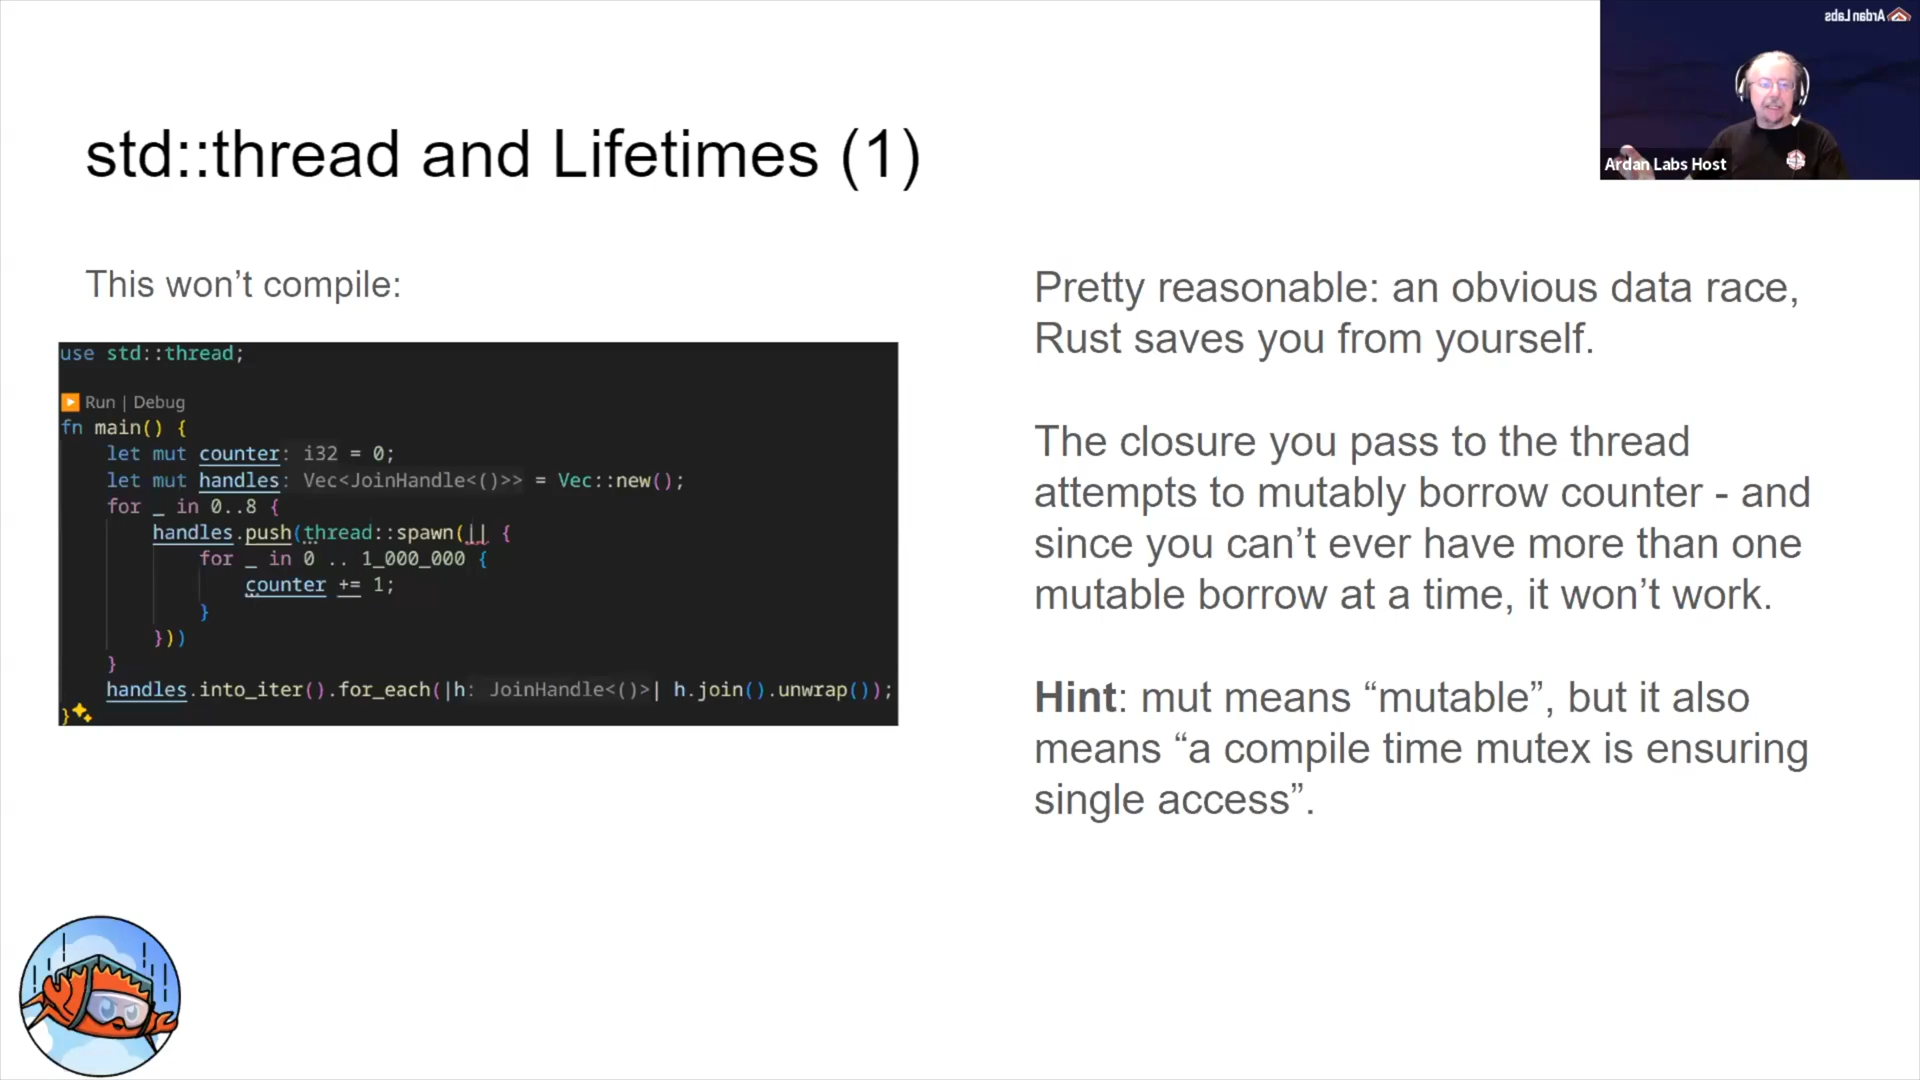 Ardan Labs
Ardan Labs Host
std::thread and Lifetimes (1)
This won’t compile:
use std::thread;
Run | Debug
fn main() {
let mut counter: i32 = 0;
let mut handles: Vec<JoinHandle<()>> = Vec::new();
for _ in 0..8 {
handles.push(thread::spawn(|| {
for _ in 0 .. 1_000_000 {
counter += 1;
}
}))
}
handles.into_iter().for_each(|h: JoinHandle<()>| h.join().unwrap());
}
Pretty reasonable: an obvious data race,
Rust saves you from yourself.
The closure you pass to the thread
attempts to mutably borrow counter - and
since you can’t ever have more than one
mutable borrow at a time, it won’t work.
Hint: mut means “mutable”, but it also
means “a compile time mutex is ensuring
single access”.